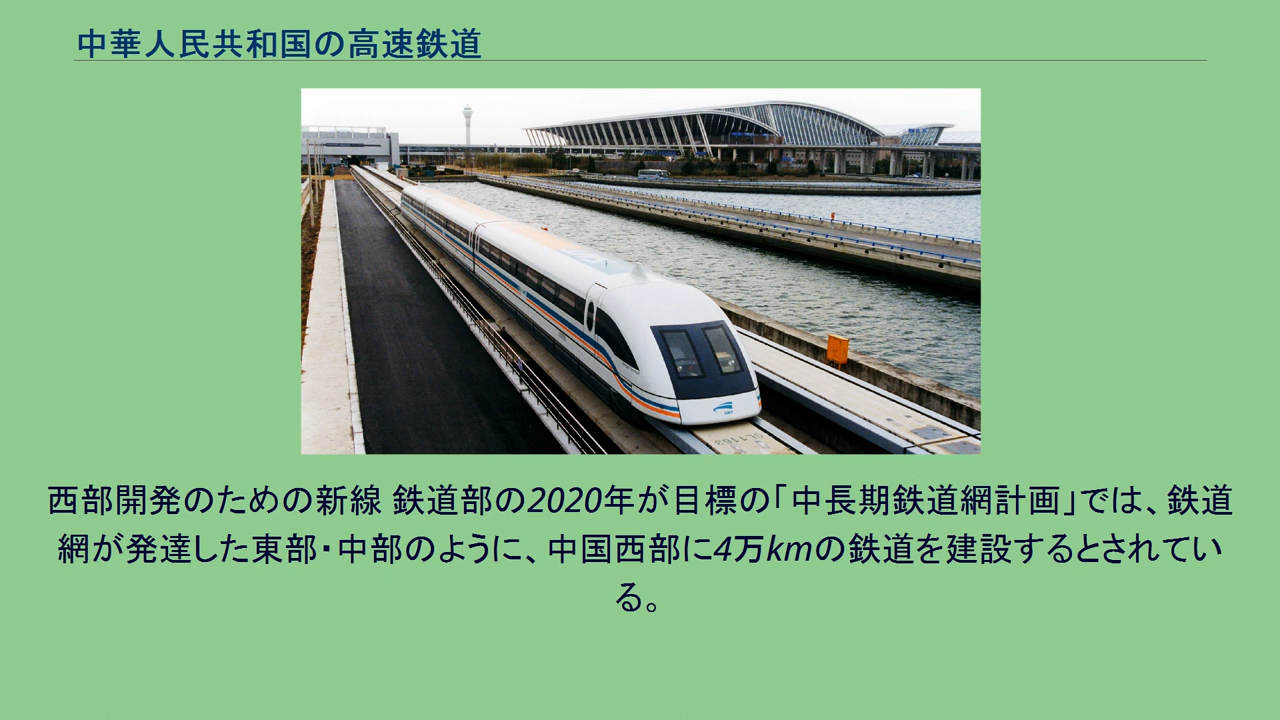 中華人民共和国の高速鉄道
西部開発のための新線 鉄道部の2020年が目標の「中長期鉄道網計画」では、鉄道
網が発達した東部・中部のように、中国西部に4万kmの鉄道を建設するとされてい
る。